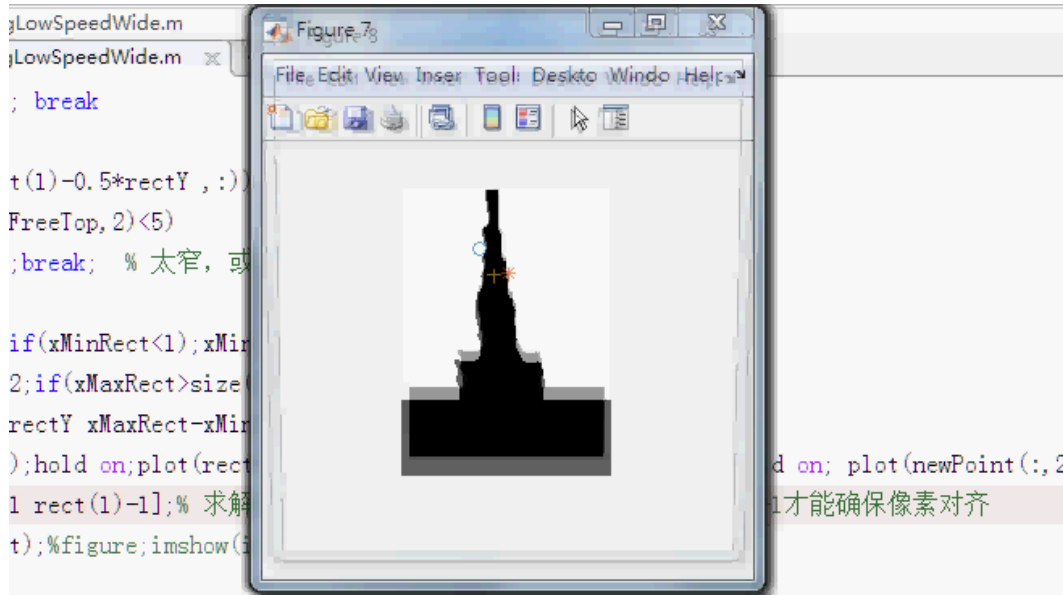 gLowSpeedWide.m
gLowSpeedWide.m
; break
t(1)-0.5*rectY ,:))
FreeTop,2)<5)
;break; % 太窄，或
if(xMinRect<1);xMin
2;if(xMaxRect>size(
rectY xMaxRect-xMin
);hold on;plot(rect
d on; plot(newPoint(:,2
1 rect(1)-1];% 求解
1才能确保像素对齐
t);%figure;imshow(i
Figure
File Edit View Inser Tool: Deskto Windo Help